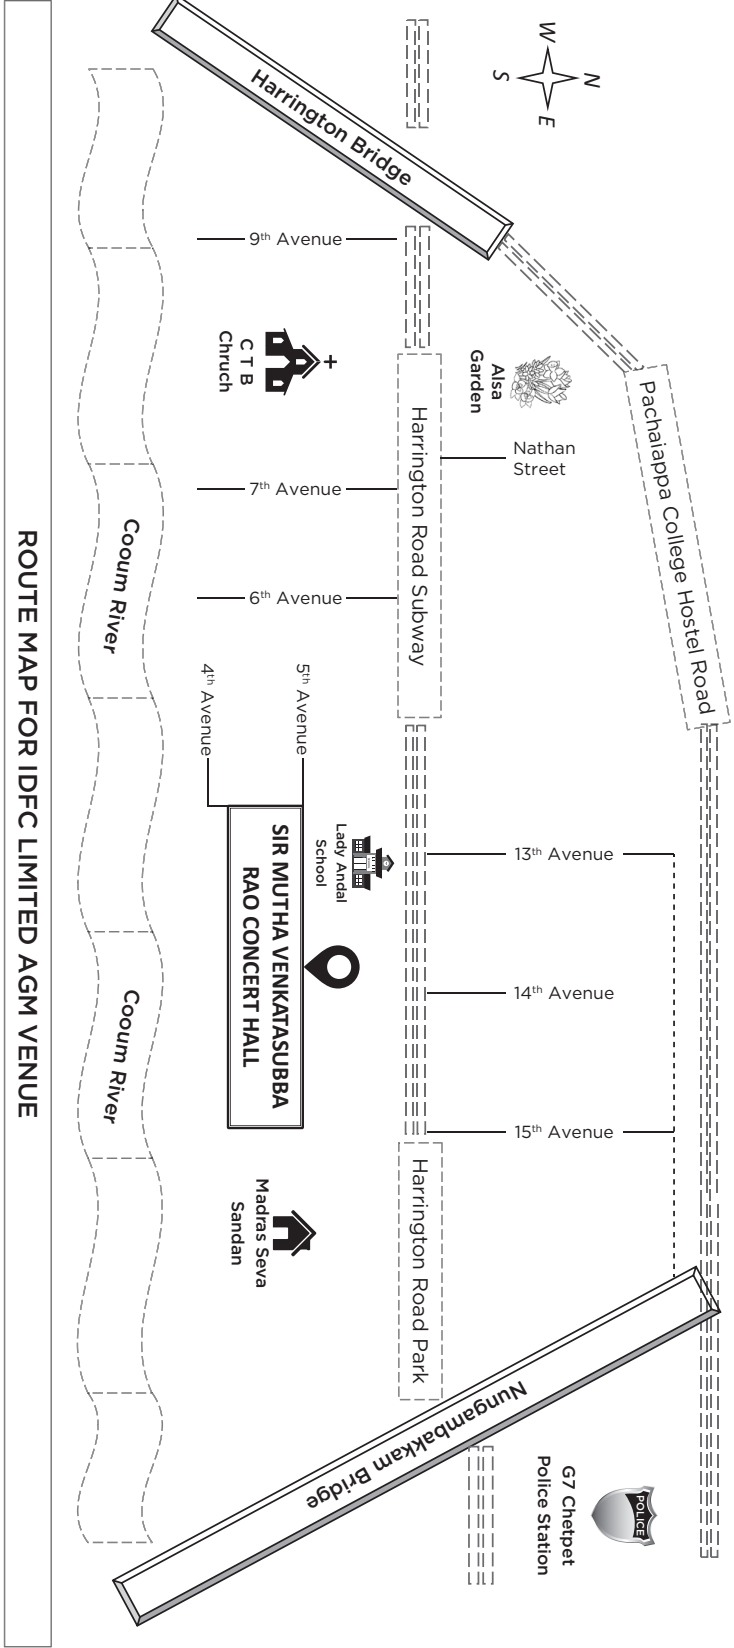 ROUTE MAP FOR IDFC LIMITED AGM VENUE
W
N
S
E
Harrington Bridge
9th Avenue
C T B
Chruch
Alsa
Garden
Nathan
Street
Pachaiappa College Hostel Road
Harrington Road Subway
7th Avenue
6th Avenue
Cooum River
4th Avenue
5th Avenue
Lady Andal
School
SIR MUTHA VENKATASUBBA
RAO CONCERT HALL
13th Avenue
14th Avenue
15th Avenue
Cooum River
Madras Seva
Sandan
Harrington Road Park
Nungambakkam Bridge
G7 Chetpet
Police Station
POLICE